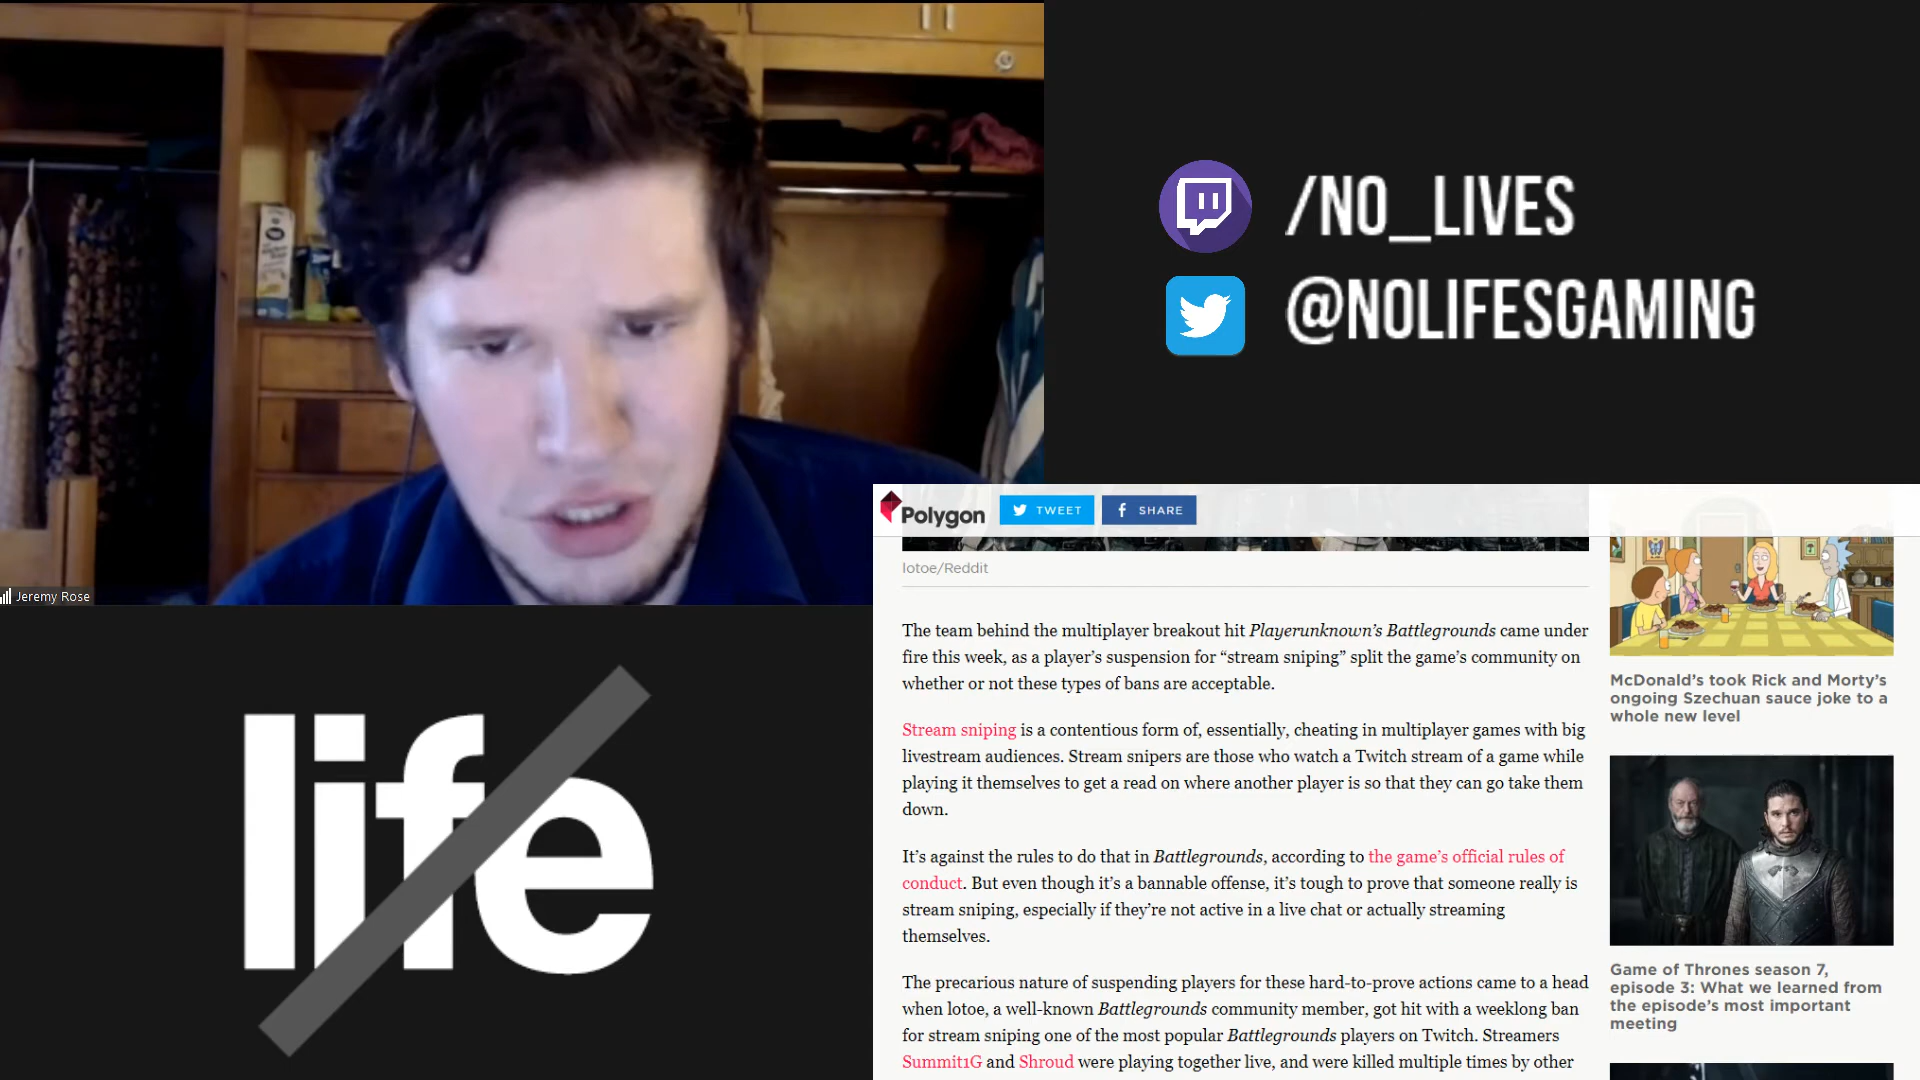 /NO_LIVES
@NOLIFESGAMING
Jeremy Rose
life
Polygon
TWEET
SHARE
lotoe/Reddit
The team behind the multiplayer breakout hit Playerunknown's Battlegrounds came under
fire this week, as a player's suspension for “stream sniping” split the game's community on
whether or not these types of bans are acceptable.
Stream sniping is a contentious form of, essentially, cheating in multiplayer games with big
livestream audiences. Stream snipers are those who watch a Twitch stream of a game while
playing it themselves to get a read on where another player is so that they can go take them
down.
It's against the rules to do that in Battlegrounds, according to the game's official rules of
conduct. But even though it's a bannable offense, it's tough to prove that someone really is
stream sniping, especially if they're not active in a live chat or actually streaming
themselves.
The precarious nature of suspending players for these hard-to-prove actions came to a head
when lotoe, a well-known Battlegrounds community member, got hit with a weeklong ban
for stream sniping one of the most popular Battlegrounds players on Twitch. Streamers
Summit1G and Shroud were playing together live, and were killed multiple times by other
McDonald's took Rick and Morty's
ongoing Szechuan sauce joke to a
whole new level
Game of Thrones season 7,
episode 3: What we learned from
the episode's most important
meeting